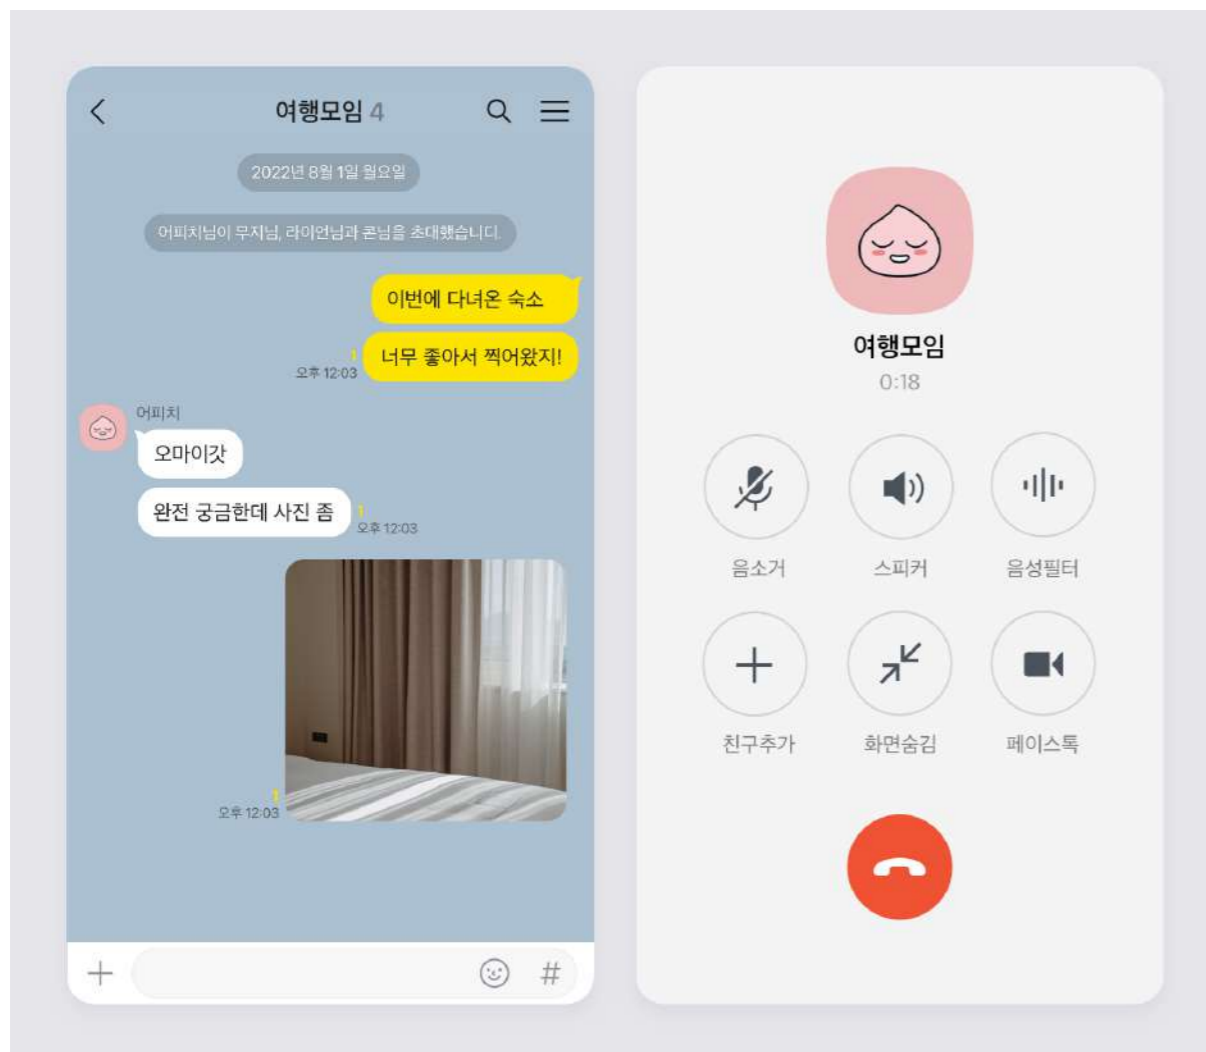 여행모임 4
2022년 8월 1일 월요일
어피치님이 무지님, 라이언님과 콘님을 초대했습니다.
이번에 다녀온 숙소
너무 좋아서 찍어왔지!
1
오후 12:03
어피치
오마이갓
완전 궁금한데 사진 좀
1
오후 12:03
1
오후 12:03
#
여행모임
0:18
음소거
스피커
음성필터
친구추가
화면숨김
페이스톡